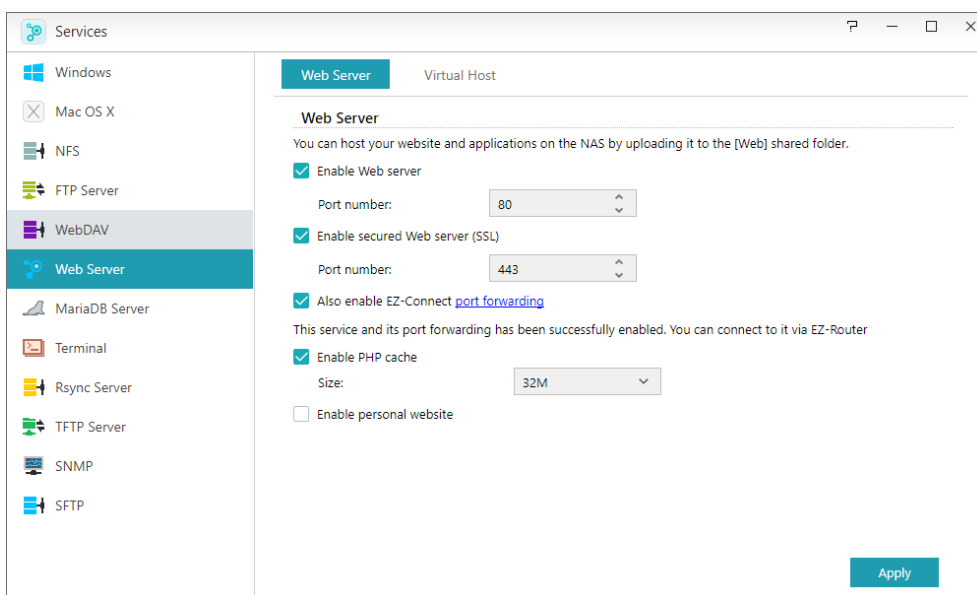 Services
Windows
Mac OS X
NFS
FTP Server
WebDAV
Web Server
MariaDB Server
Terminal
Rsync Server
TFTP Server
SNMP
SFTP
Web Server
Virtual Host
Web Server
You can host your website and applications on the NAS by uploading it to the [Web] shared folder.
Enable Web server
Port number: 80
Enable secured Web server (SSL)
Port number: 443
Also enable EZ-Connect port forwarding
This service and its port forwarding has been successfully enabled. You can connect to it via EZ-Router
Enable PHP cache
Size: 32M
Enable personal website
Apply